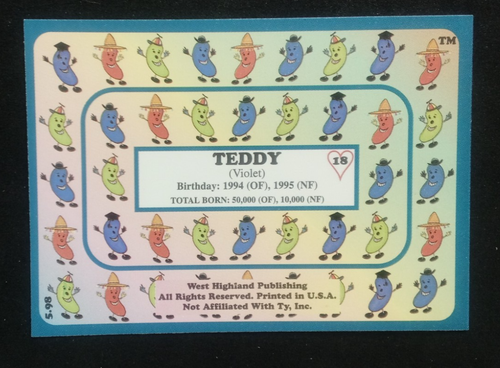 TM
TEDDY
18
(Violet)
Birthday: 1994 (OF), 1995 (NF)
TOTAL BORN: 50,000 (OF), 10,000 (NF)
West Highland Publishing
All Rights Reserved. Printed in U.S.A.
Not Affiliated With Ty, Inc.
5.98